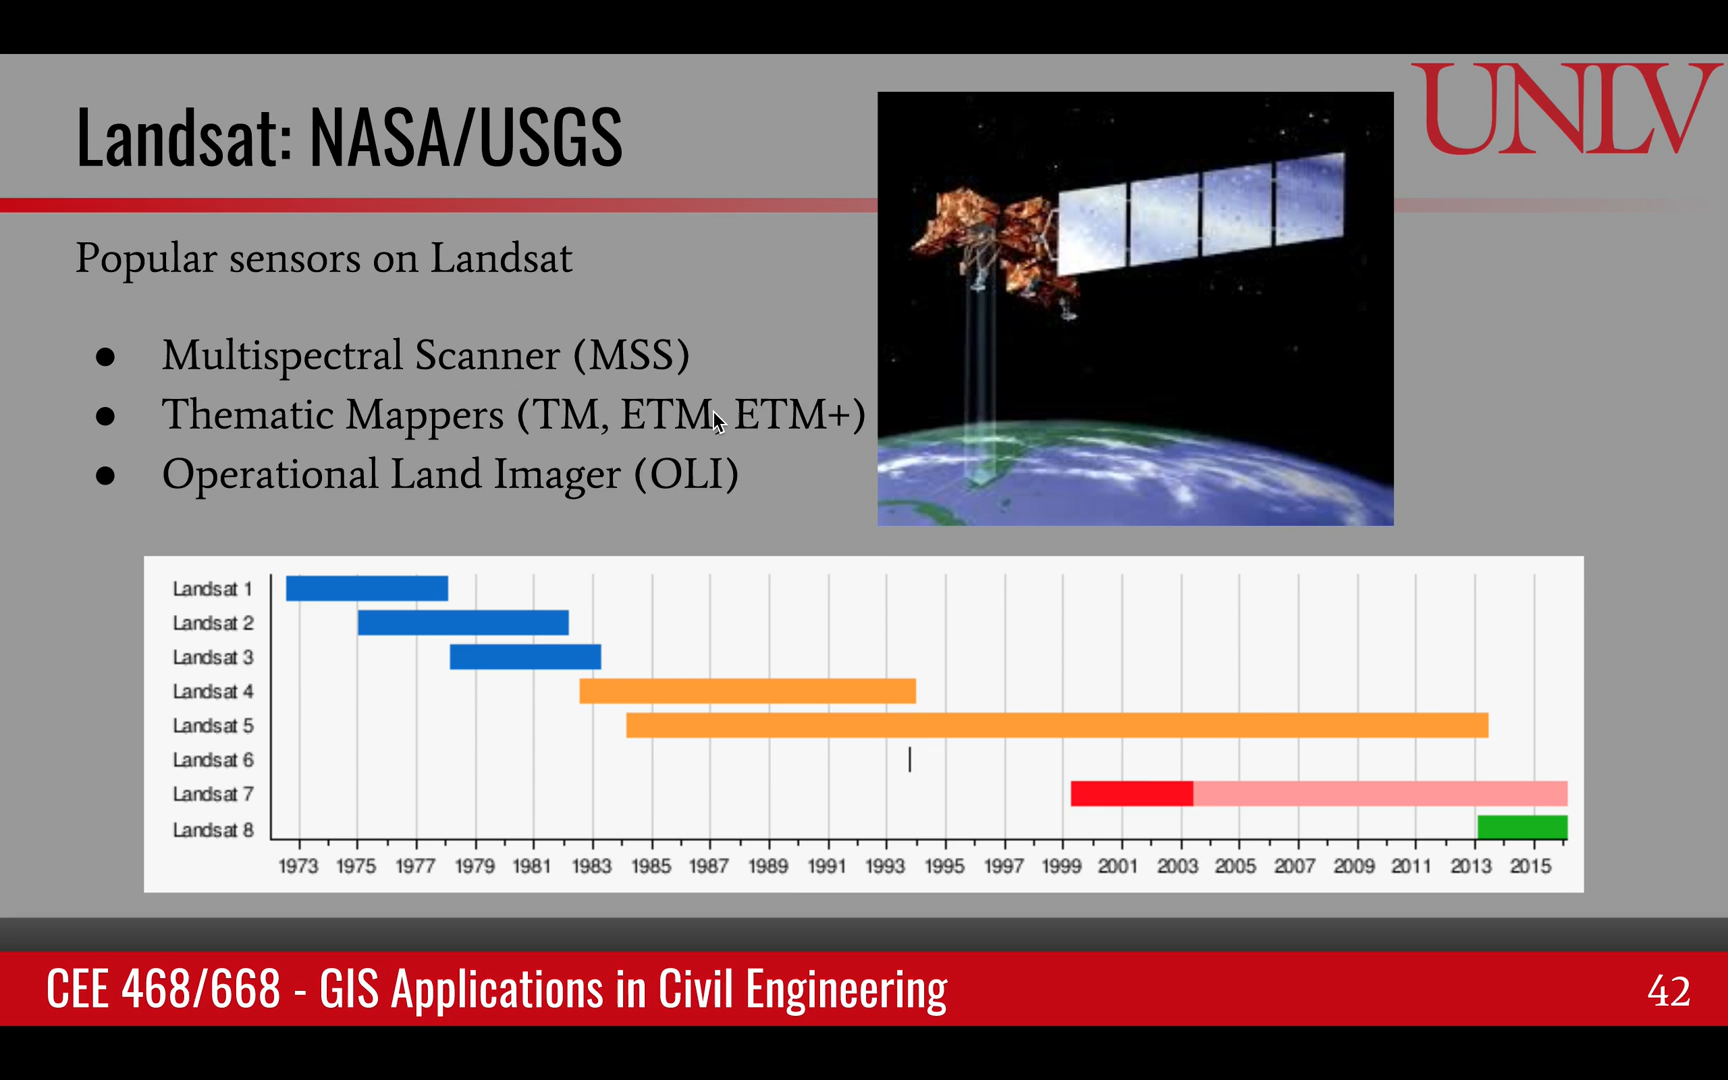 Landsat: NASA/USGS
UNLV
Popular sensors on Landsat
● Multispectral Scanner (MSS)
● Thematic Mappers (TM, ETM, ETM+)
● Operational Land Imager (OLI)
Landsat 1
Landsat 2
Landsat 3
Landsat 4
Landsat 5
Landsat 6
Landsat 7
Landsat 8
1973 1975 1977 1979 1981 1983 1985 1987 1989 1991 1993 1995 1997 1999 2001 2003 2005 2007 2009 2011 2013 2015
CEE 468/668 - GIS Applications in Civil Engineering
42